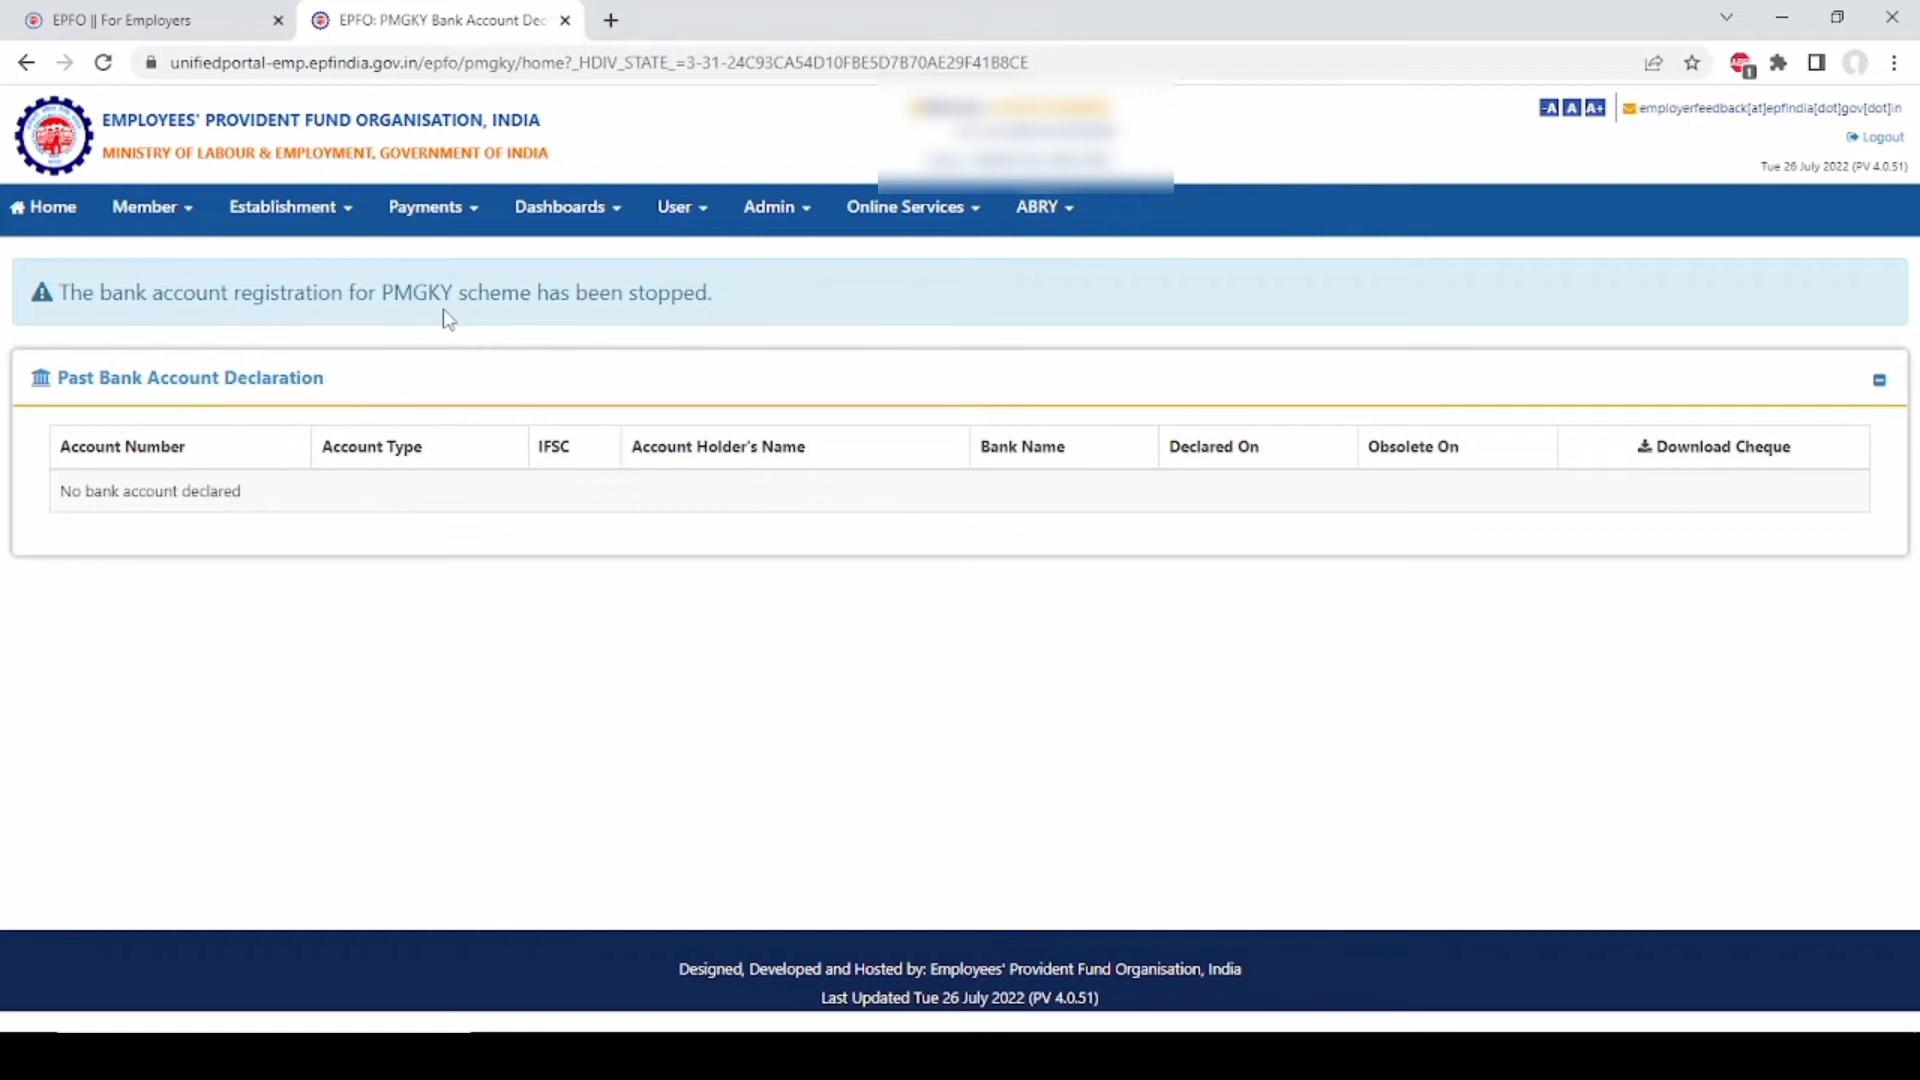 EPFO || For Employers
EPFO: PMGKY Bank Account Dec
unifiedportal-emp.epfindia.gov.in/epfo/pmgky/home?_HDIV_STATE_=3-31-24C93CA54D10FBE5D7B70AE29F41B8CE
EMPLOYEES' PROVIDENT FUND ORGANISATION, INDIA
MINISTRY OF LABOUR & EMPLOYMENT, GOVERNMENT OF INDIA
-A A A+ employerfeedback[at]epfindia[dot]gov[dot]in
Logout
Tue 26 July 2022 (PV 4.0.51)
Home Member Establishment Payments Dashboards User Admin Online Services ABRY
The bank account registration for PMGKY scheme has been stopped.
Past Bank Account Declaration
Account Number Account Type IFSC Account Holder's Name Bank Name Declared On Obsolete On Download Cheque
No bank account declared
Designed, Developed and Hosted by: Employees' Provident Fund Organisation, India
Last Updated Tue 26 July 2022 (PV 4.0.51)